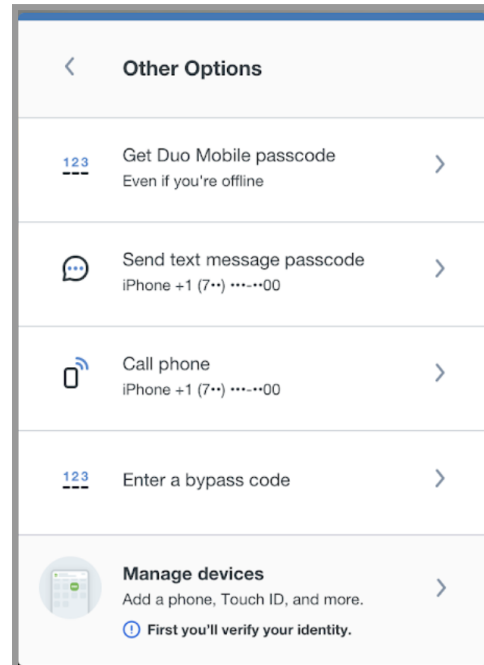 Other Options
123
Get Duo Mobile passcode
Even if you're offline
Send text message passcode
iPhone +1 (7••) •••-••00
Call phone
iPhone +1 (7••) •••-••00
123
Enter a bypass code
Manage devices
Add a phone, Touch ID, and more.
First you'll verify your identity.